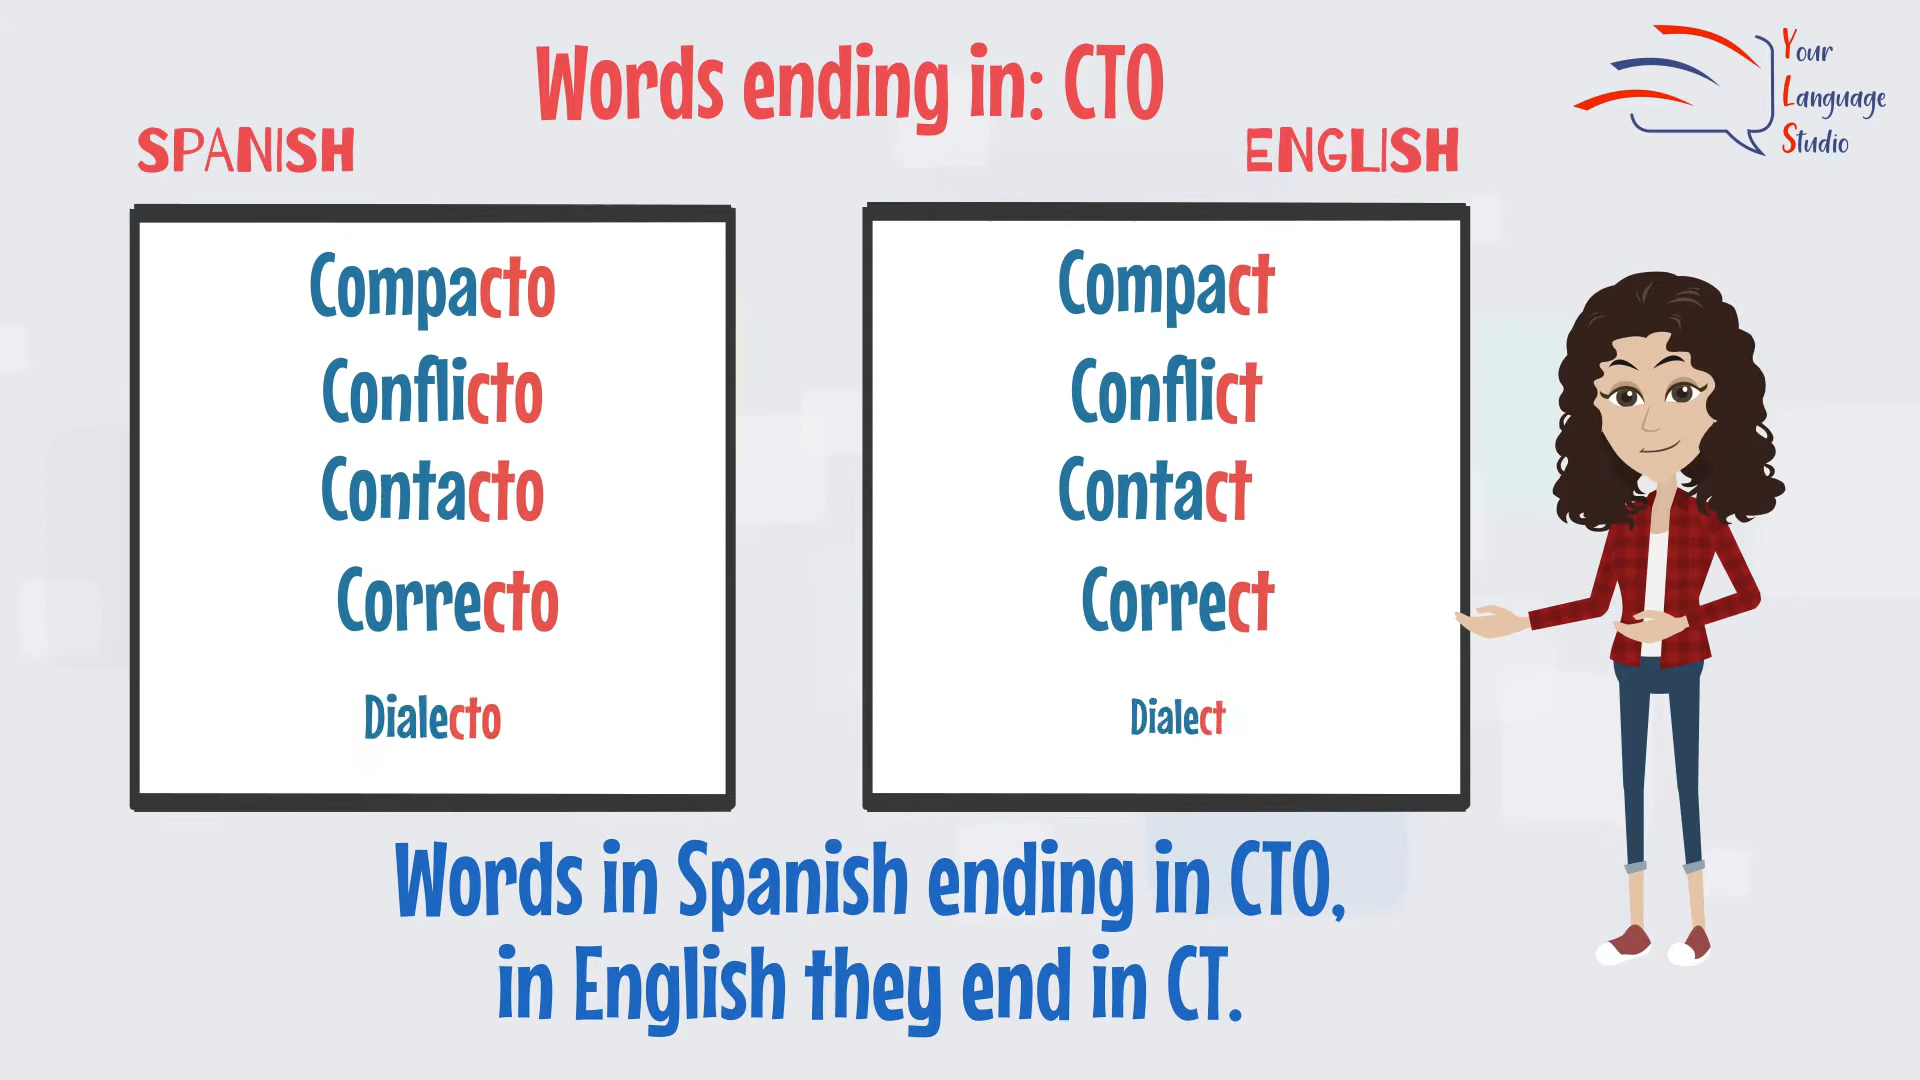 Words ending in: CTO
Your
Language
Studio
SPANISH
ENGLISH
Compacto
Conflicto
Contacto
Correcto
Dialecto
Compact
Conflict
Contact
Correct
Dialect
Words in Spanish ending in CTO,
in English they end in CT.